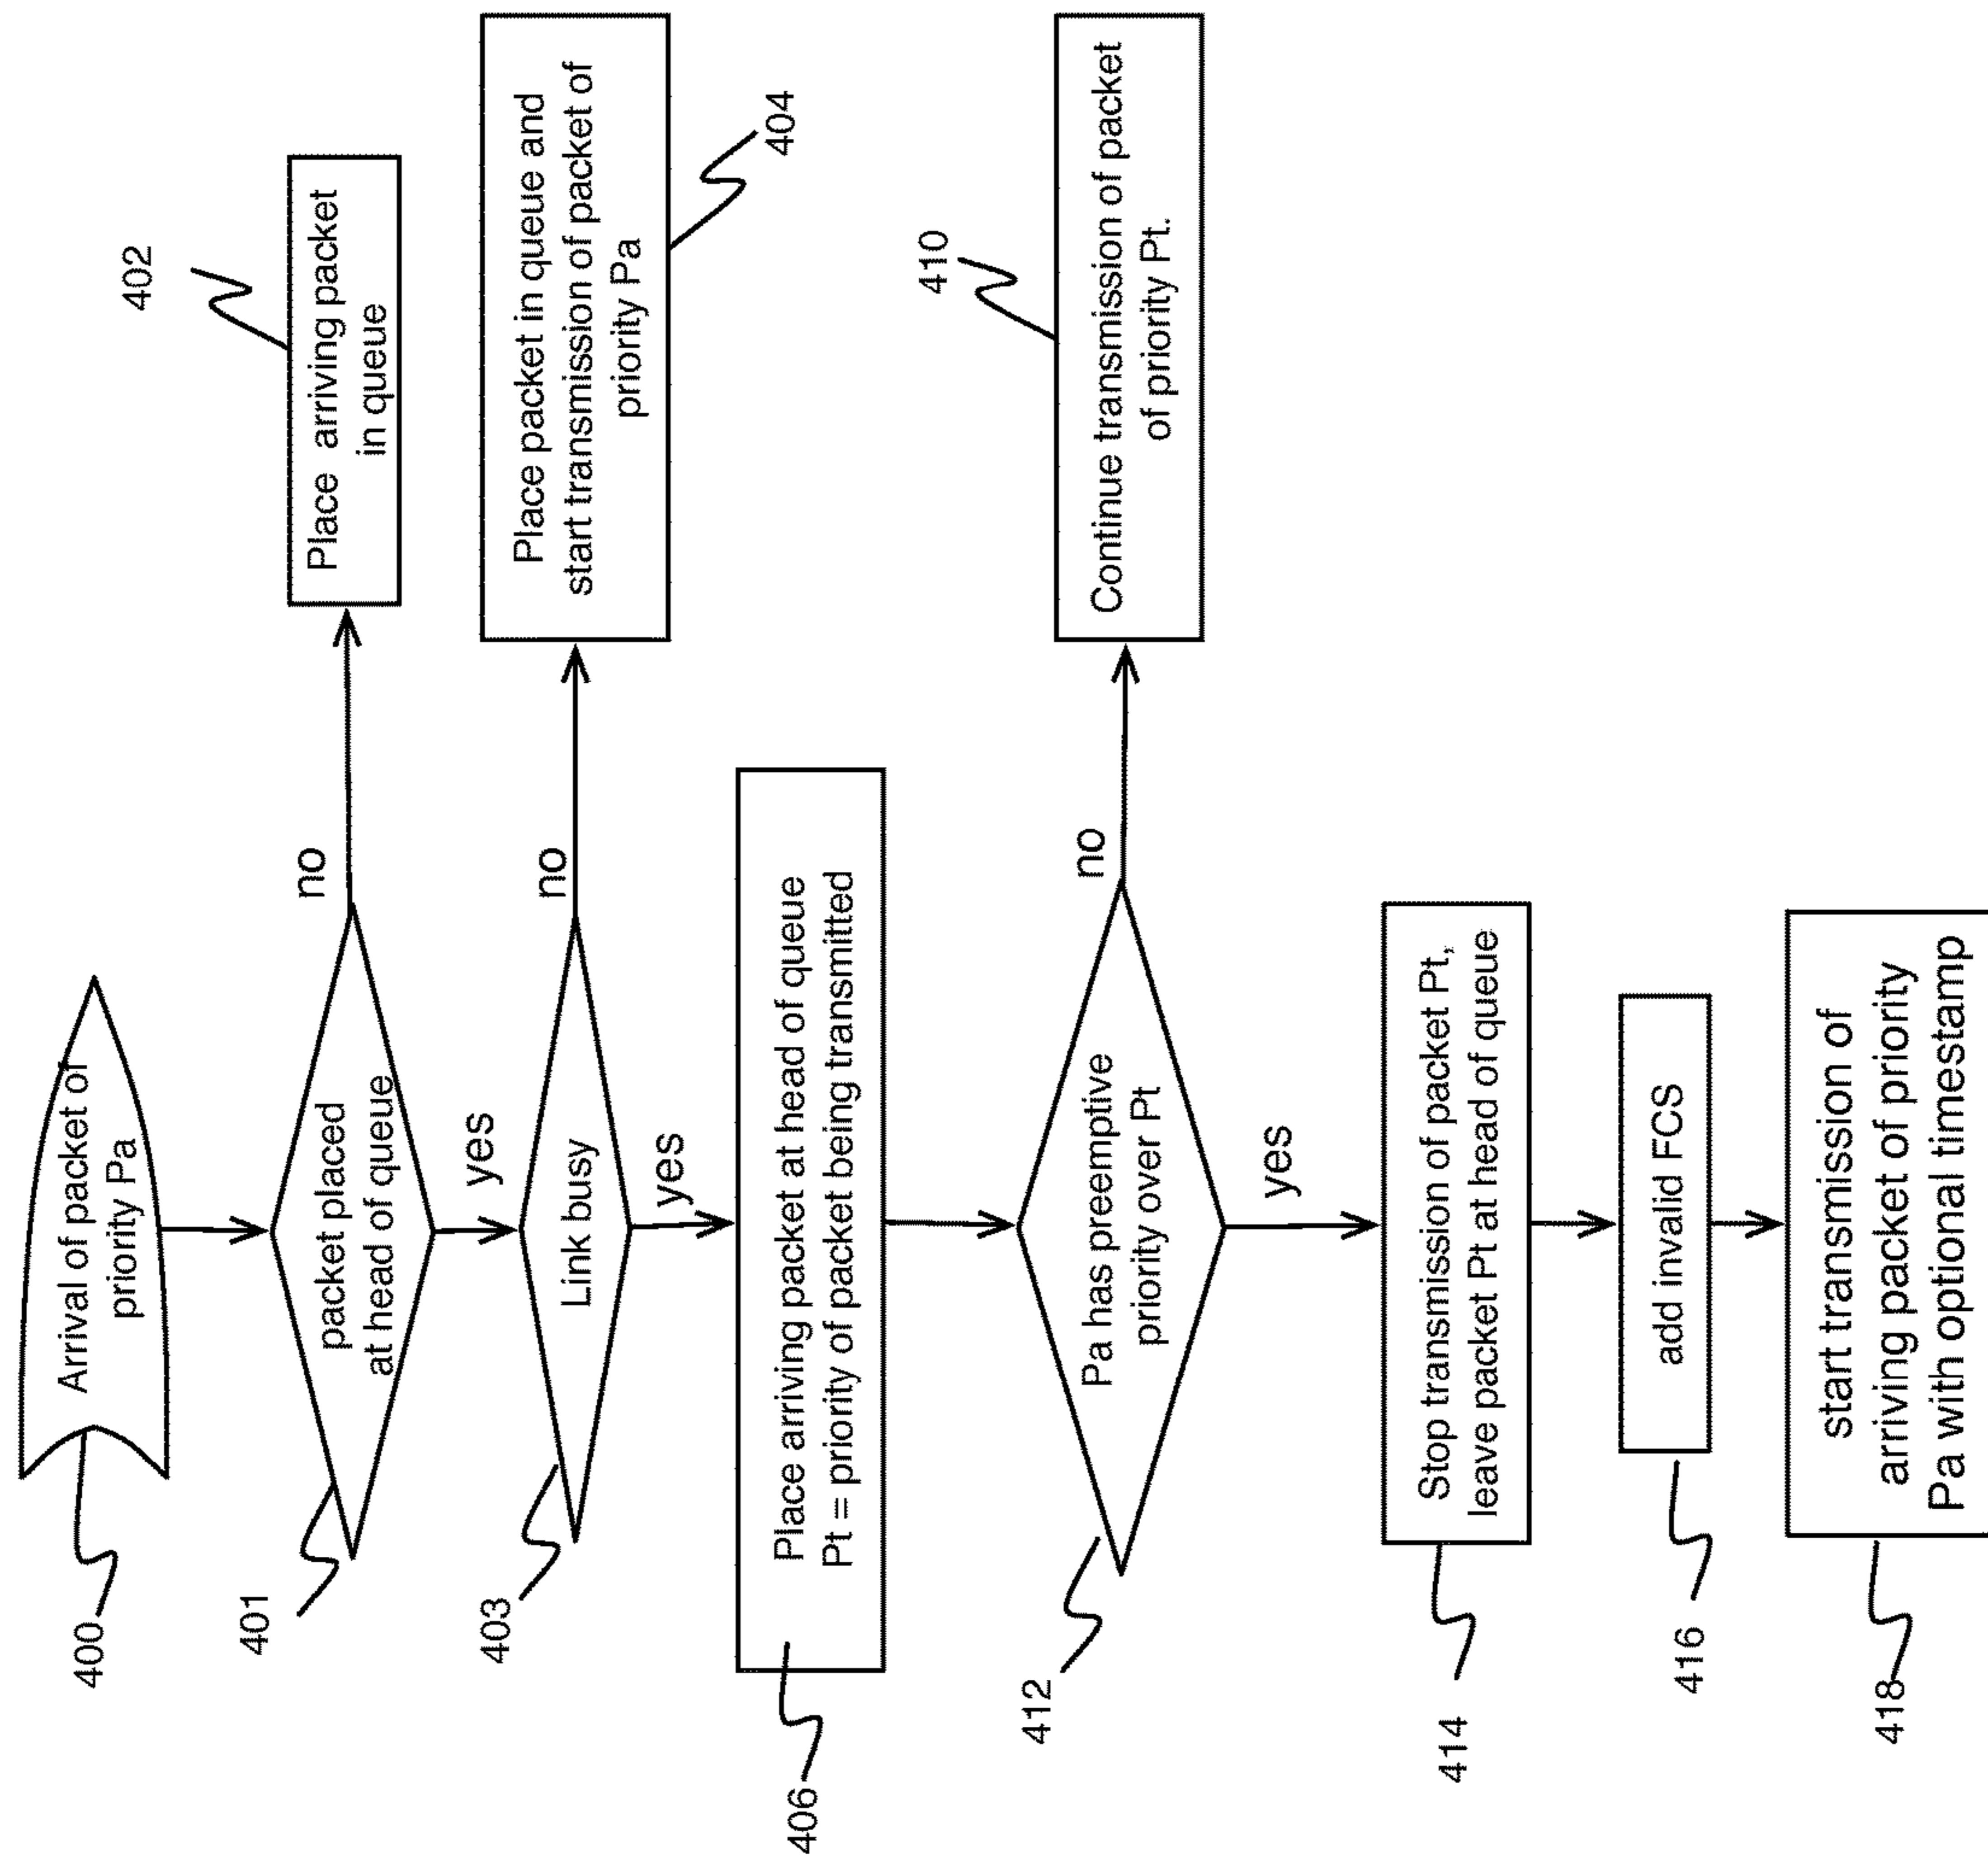 400
Arrival of packet of
priority Pa
401
packet placed
at head of queue
no
402
Place arriving packet
in queue
yes
403
Link busy
no
Place packet in queue and
start transmission of packet of
priority Pa
404
yes
406
Place arriving packet at head of queue
Pt = priority of packet being transmitted
412
Pa has preemptive
priority over Pt
no
410
Continue transmission of packet
of priority Pt.
yes
414
Stop transmission of packet Pt,
leave packet Pt at head of queue
416
add invalid FCS
418
start transmission of
arriving packet of priority
Pa with optional timestamp